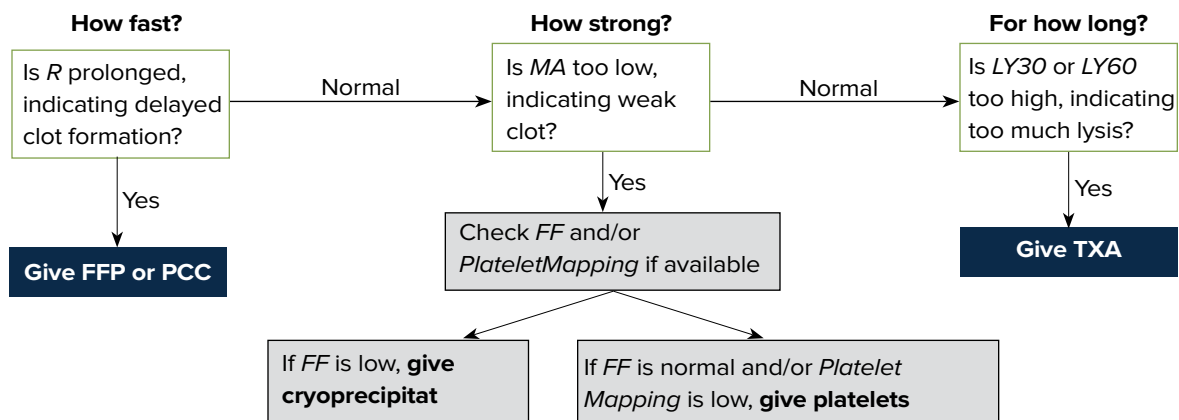 How fast?
Is R prolonged,
indicating delayed
clot formation?
Normal
How strong?
Is MA too low,
indicating weak
clot?
Normal
For how long?
Is LY30 or LY60
too high, indicating
too much lysis?
Yes
Give FFP or PCC
Yes
Check FF and/or
PlateletMapping if available
Yes
Give TXA
If FF is low, give
cryoprecipitat
If FF is normal and/or Platelet
Mapping is low, give platelets